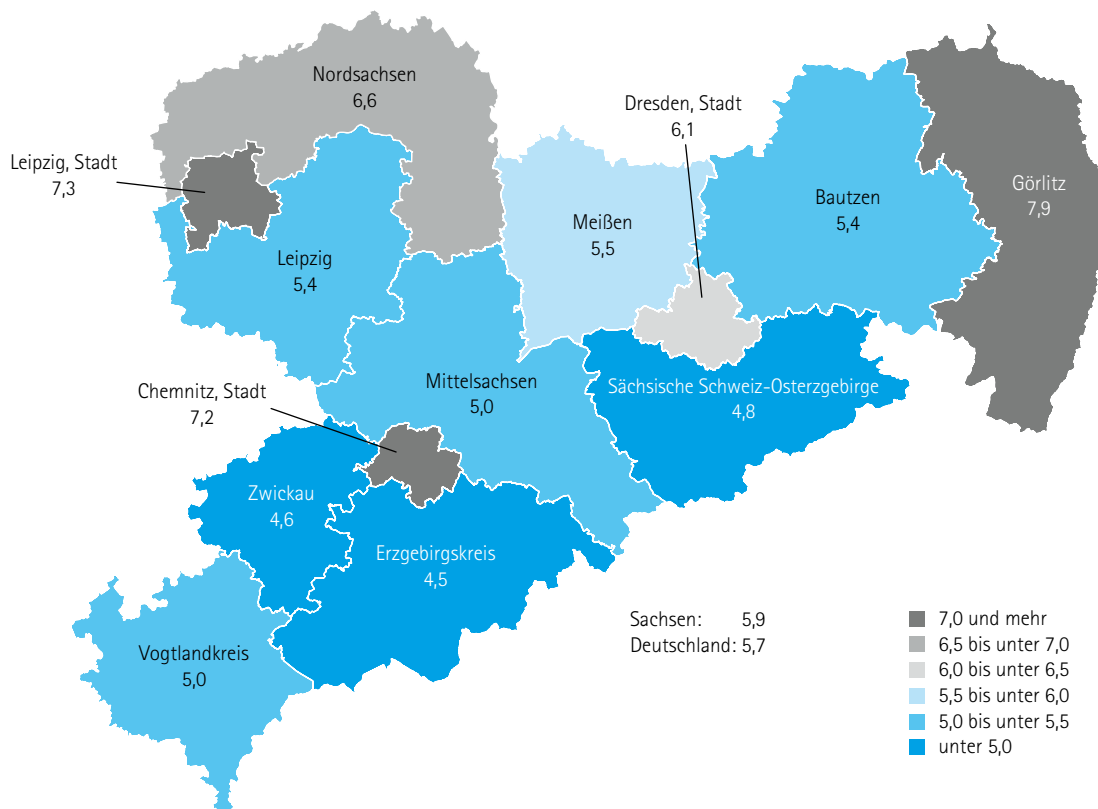 Nordsachsen
6,6
Dresden, Stadt
6,1
Leipzig, Stadt
7,3
Görlitz
7,9
Bautzen
5,4
Meißen
5,5
Leipzig
5,4
Mittelsachsen
5,0
Sächsische Schweiz-Osterzgebirge
4,8
Chemnitz, Stadt
7,2
Zwickau
4,6
Erzgebirgskreis
4,5
Vogtlandkreis
5,0
Sachsen: 5,9
Deutschland: 5,7
7,0 und mehr
6,5 bis unter 7,0
6,0 bis unter 6,5
5,5 bis unter 6,0
5,0 bis unter 5,5
unter 5,0